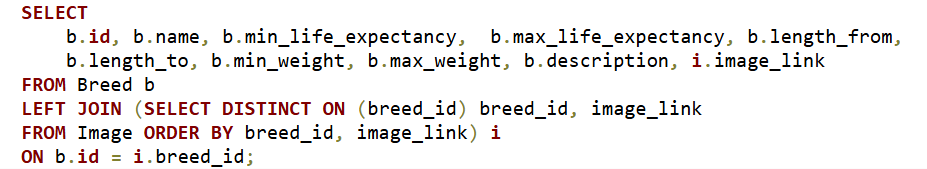 SELECT
b.id, b.name, b.min_life_expectancy, b.max_life_expectancy, b.length_from,
b.length_to, b.min_weight, b.max_weight, b.description, i.image_link
FROM Breed b
LEFT JOIN (SELECT DISTINCT ON (breed_id) breed_id, image_link
FROM Image ORDER BY breed_id, image_link) i
ON b.id = i.breed_id;